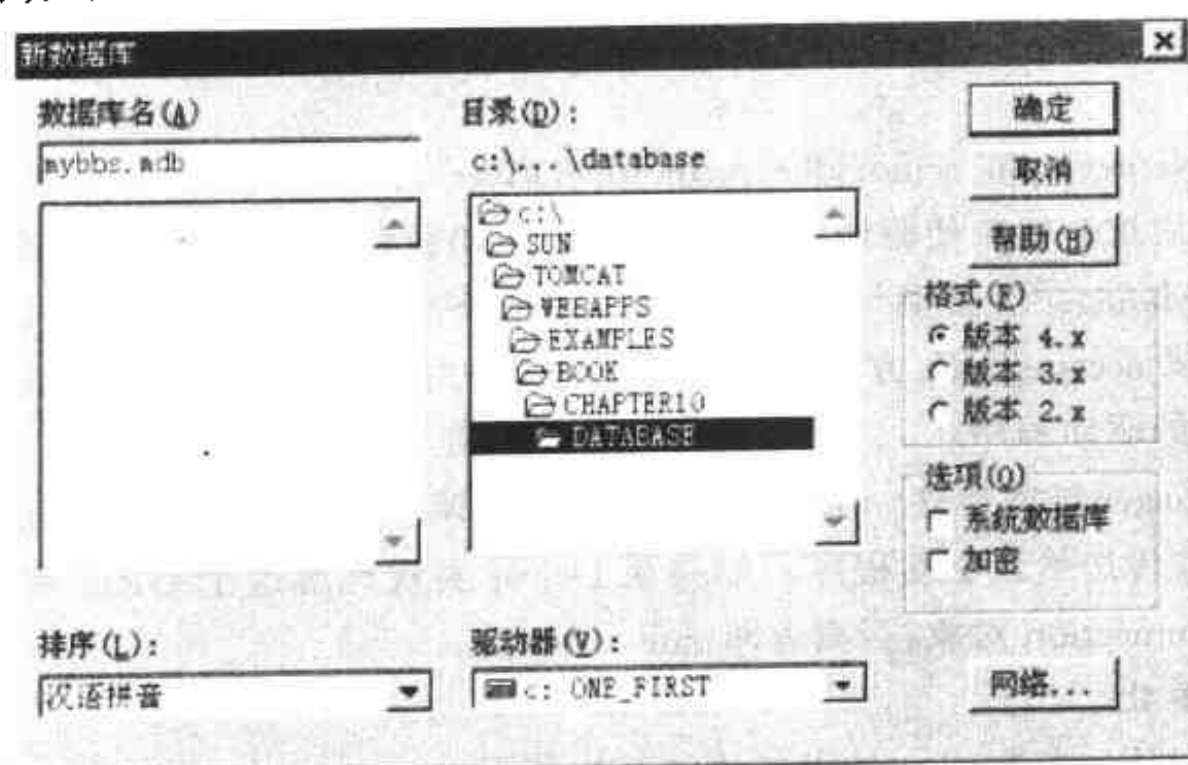 新数据库
数据库名(A)
mybbs.mdb
目录(D):
c:\...\database
c:\
SUN
TOMCAT
WEBAPPS
EXAMPLES
BOOK
CHAPTER10
DATABASE
确定
取消
帮助(H)
格式(F)
版本 4.x
版本 3.x
版本 2.x
选项(O)
系统数据库
加密
排序(L):
汉语拼音
驱动器(V):
c: ONE_FIRST
网络...